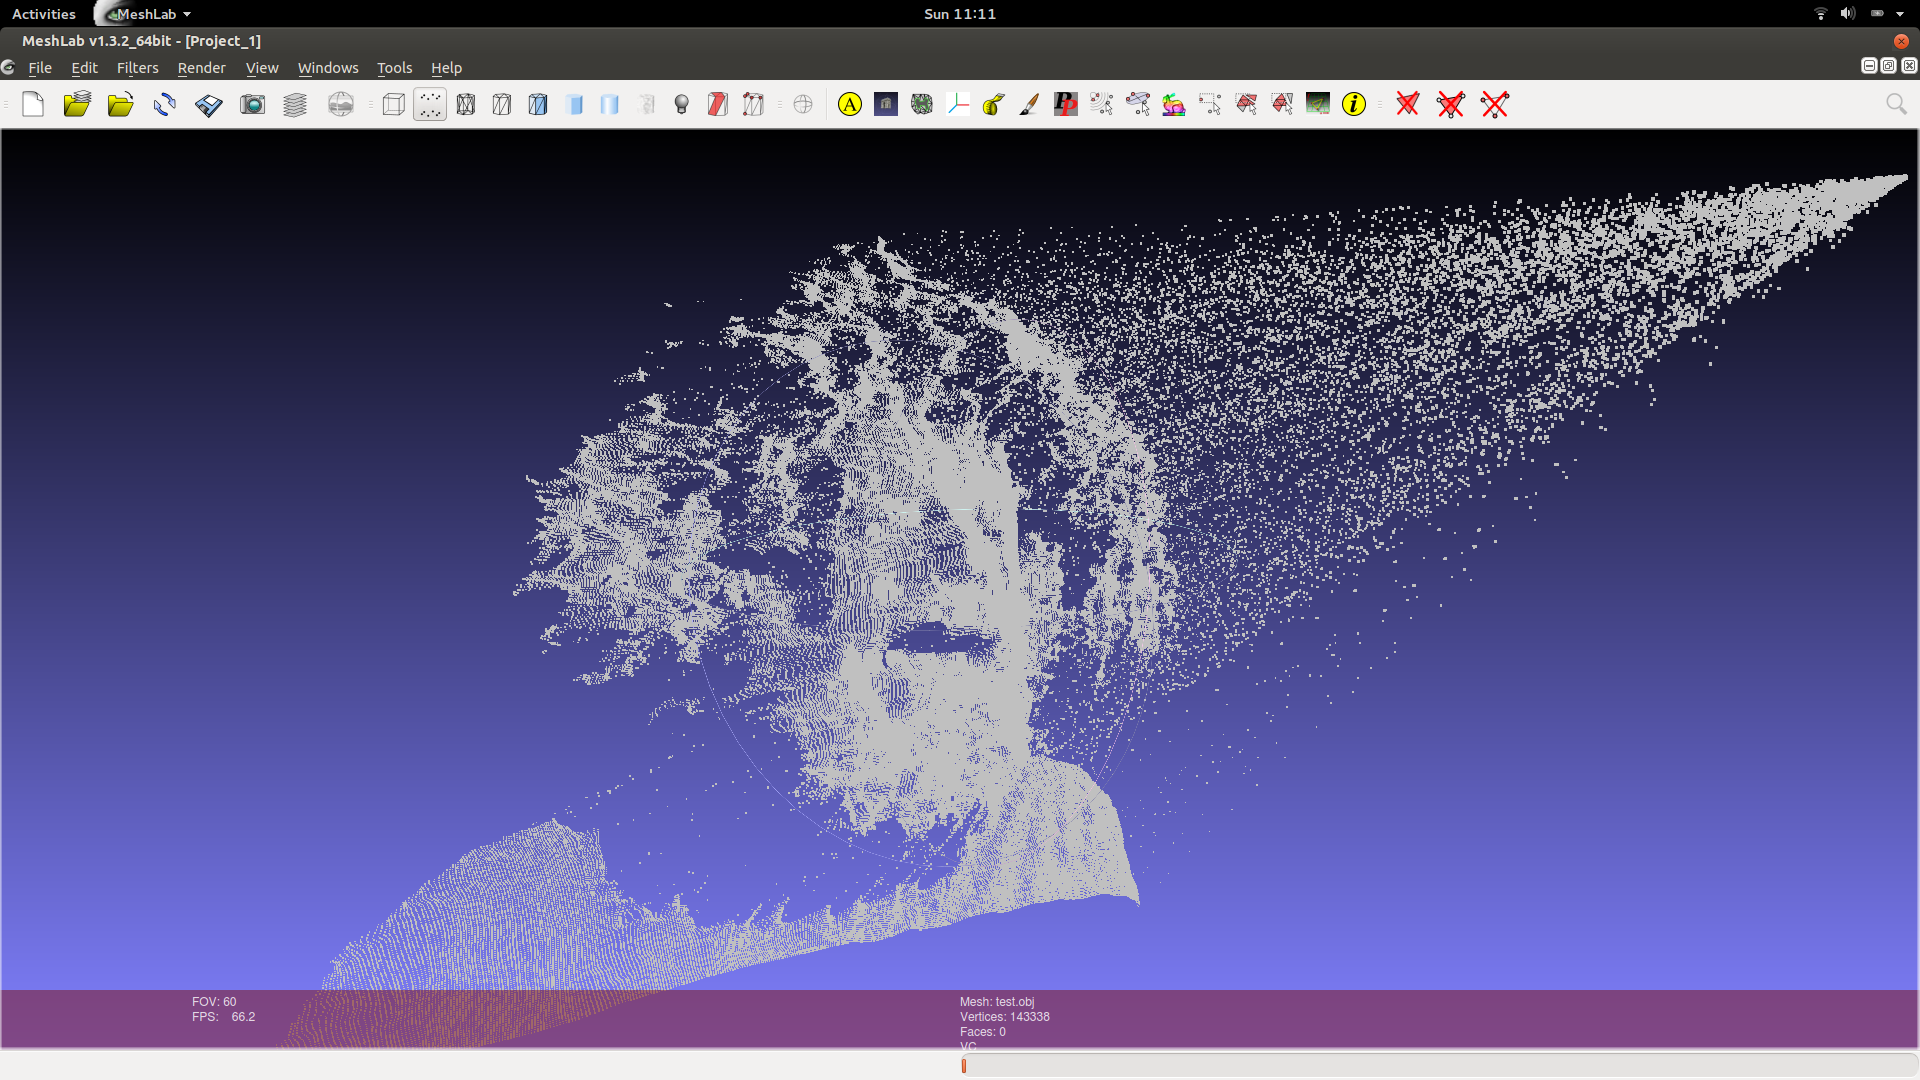 Activities
MeshLab
Sun 11:11
MeshLab v1.3.2_64bit - [Project_1]
File Edit Filters Render View Windows Tools Help
A
PP
i
FOV: 60
FPS: 66.2
Mesh: test.obj
Vertices: 143338
Faces: 0
VC